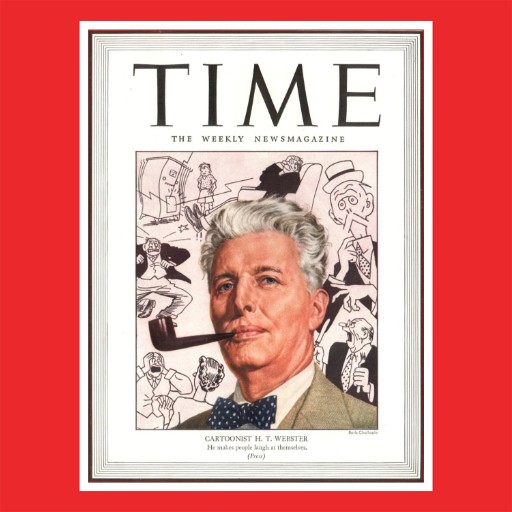 TIME
THE WEEKLY NEWSMAGAZINE
CARTOONIST H. T. WEBSTER
He makes people laugh at themselves.
(Press)